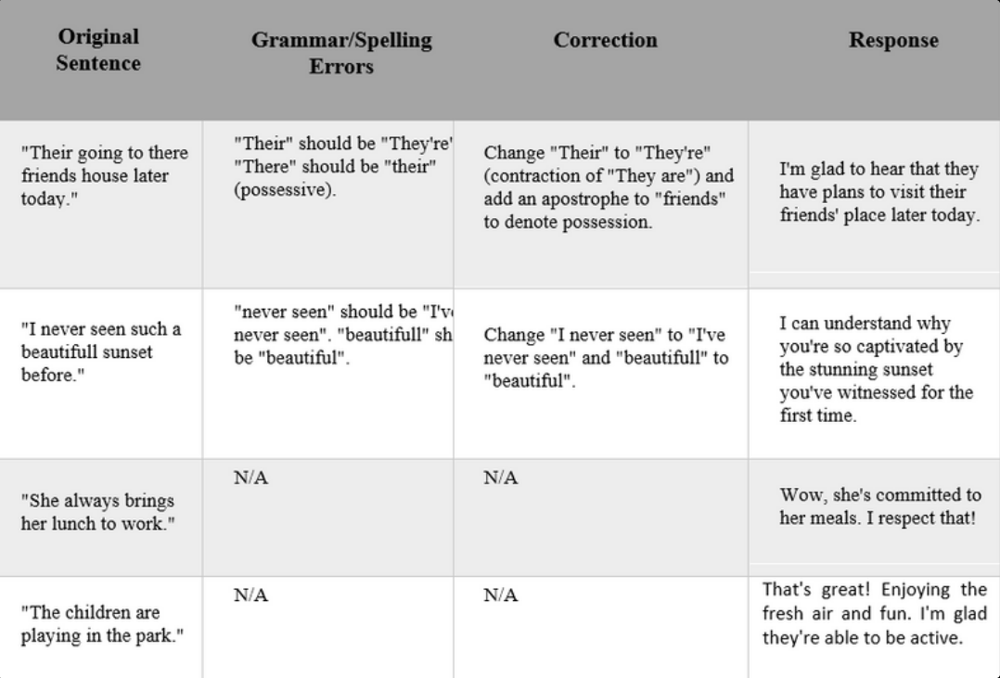 Original
Sentence
Grammar/Spelling
Errors
Correction
Response
"Their going to there
friends house later
today."
"Their" should be "They're'
"There" should be "their"
(possessive).
Change "Their" to "They're"
(contraction of "They are") and
add an apostrophe to "friends"
to denote possession.
I'm glad to hear that they
have plans to visit their
friends' place later today.
"I never seen such a
beautifull sunset
before."
"never seen" should be "I'v
never seen". "beautifull" sh
be "beautiful".
Change "I never seen" to "I've
never seen" and "beautifull" to
"beautiful".
I can understand why
you're so captivated by
the stunning sunset
you've witnessed for the
first time.
"She always brings
her lunch to work."
N/A
N/A
Wow, she's committed to
her meals. I respect that!
"The children are
playing in the park."
N/A
N/A
That's great! Enjoying the
fresh air and fun. I'm glad
they're able to be active.